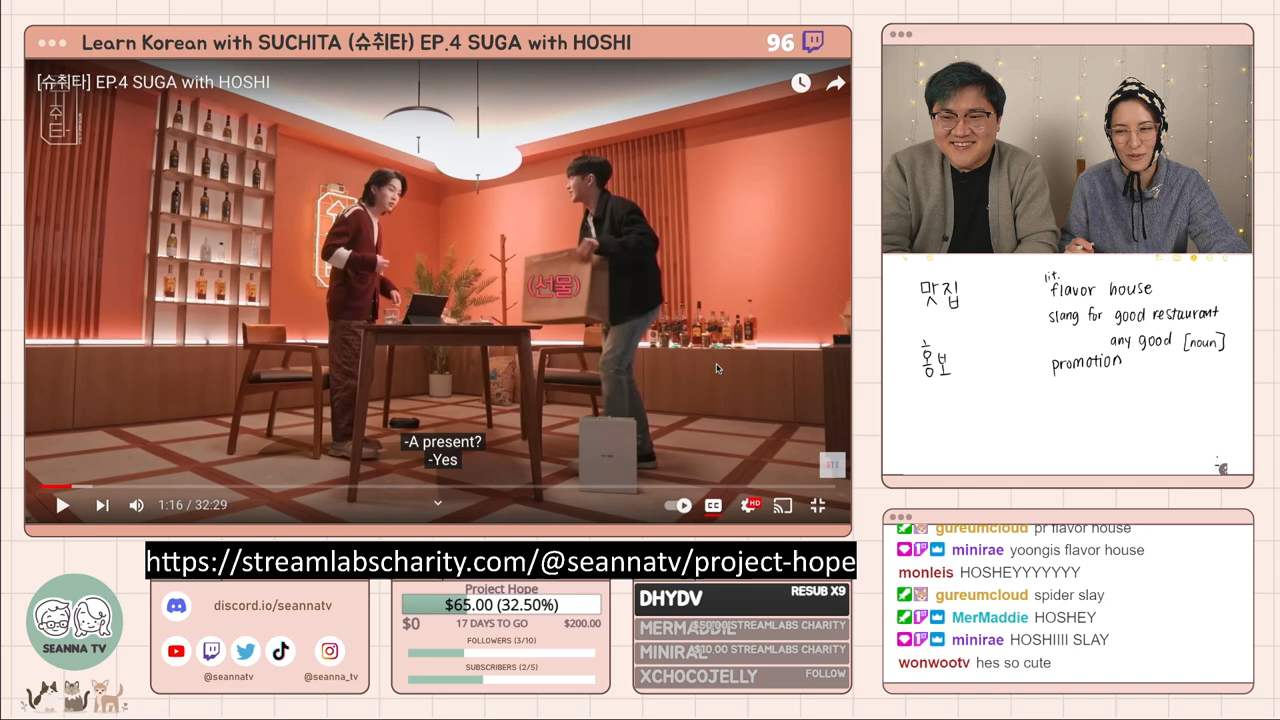 Learn Korean with SUCHITA (슈취타) EP.4 SUGA with HOSHI
96
[슈취타] EP.4 SUGA with HOSHI
(선물)
-A present?
-Yes
BTS
1:16 / 32:29
CC
HD
맛집
lit.
flavor house
slang for good restaurant
any good [noun]
홍보
promotion
https://streamlabscharity.com/@seannatv/project-hope
SEANNA TV
discord.io/seannatv
@seannatv
@seanna_tv
Project Hope
$65.00 (32.50%)
$0
17 DAYS TO GO
$200.00
FOLLOWERS (3/10)
SUBSCRIBERS (2/5)
DHYDV
RESUB X9
MERMADDIE
$50.00 STREAMLABS CHARITY
MINIRAE
$10.00 STREAMLABS CHARITY
XCHOCOJELLY
FOLLOW
gureumcloud pr flavor house
minirae yoongis flavor house
monleis HOSHEYYYYYYY
gureumcloud spider slay
MerMaddie HOSHEY
minirae HOSHIIII SLAY
wonwootv hes so cute